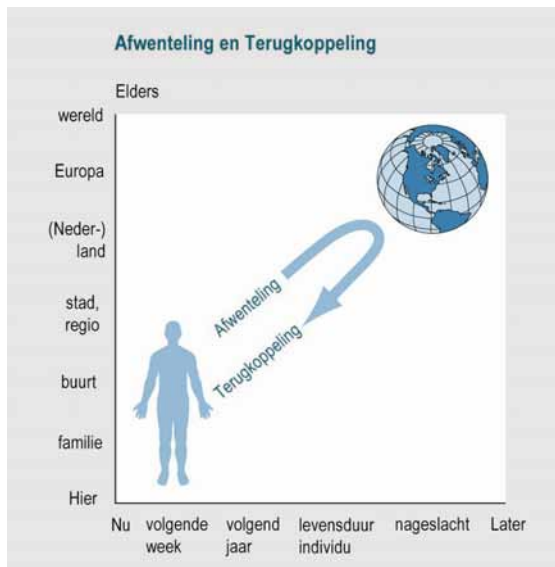 Afwenteling en Terugkoppeling
Elders
wereld
Europa
(Neder-)
land
stad,
regio
buurt
familie
Hier
Afwenteling
Terugkoppeling
Nu
volgende
week
volgend
jaar
levensduur
individu
nageslacht
Later